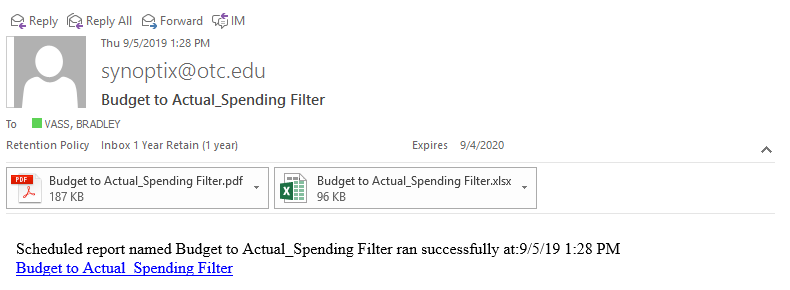 Reply Reply All Forward IM
Thu 9/5/2019 1:28 PM
synoptix@otc.edu
Budget to Actual_Spending Filter
To VASS, BRADLEY
Retention Policy Inbox 1 Year Retain (1 year) Expires 9/4/2020
PDF Budget to Actual_Spending Filter.pdf Budget to Actual_Spending Filter.xlsx
187 KB 96 KB
Scheduled report named Budget to Actual_Spending Filter ran successfully at:9/5/19 1:28 PM
Budget to Actual_Spending Filter